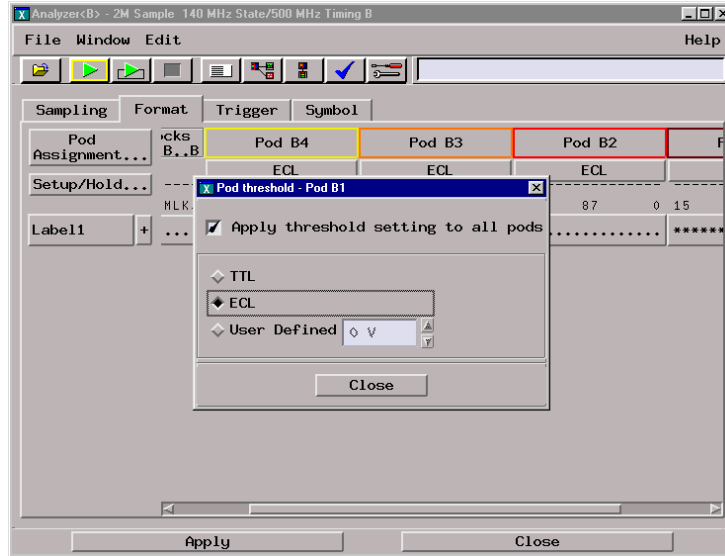 Analyzer<B> - 2M Sample 140 MHz State/500 MHz Timing B
File Window Edit Help
Sampling Format Trigger Symbol
Pod Assignment...
cks B..B
Pod B4 Pod B3 Pod B2
ECL ECL ECL
Setup/Hold...
MLK
87 0 15
Label1 + ... ............ ******
Pod threshold - Pod B1
Apply threshold setting to all pods
TTL
ECL
User Defined 0 V
Close
Apply Close